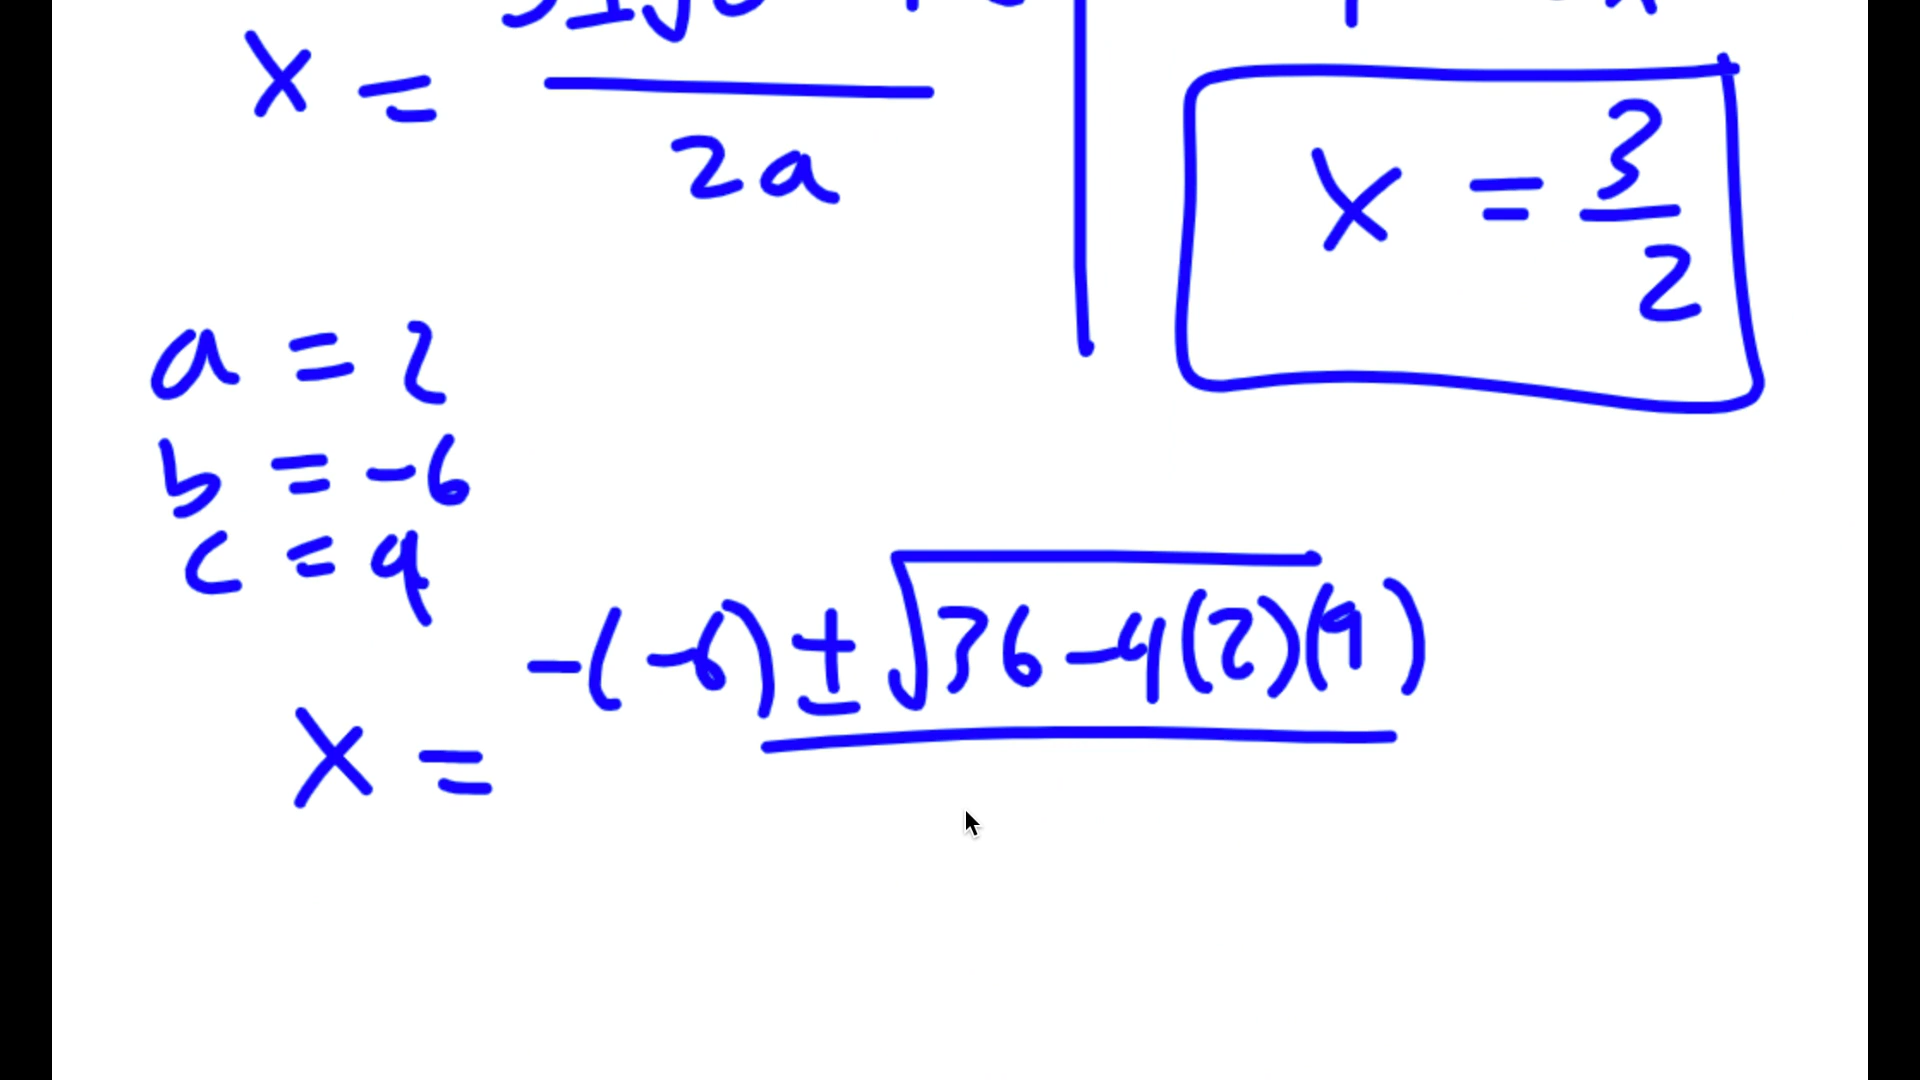 x =
2a
x = 3/2
a = 2
b = -6
c = 9
x = -(-6) ± √36-4(2)(9)